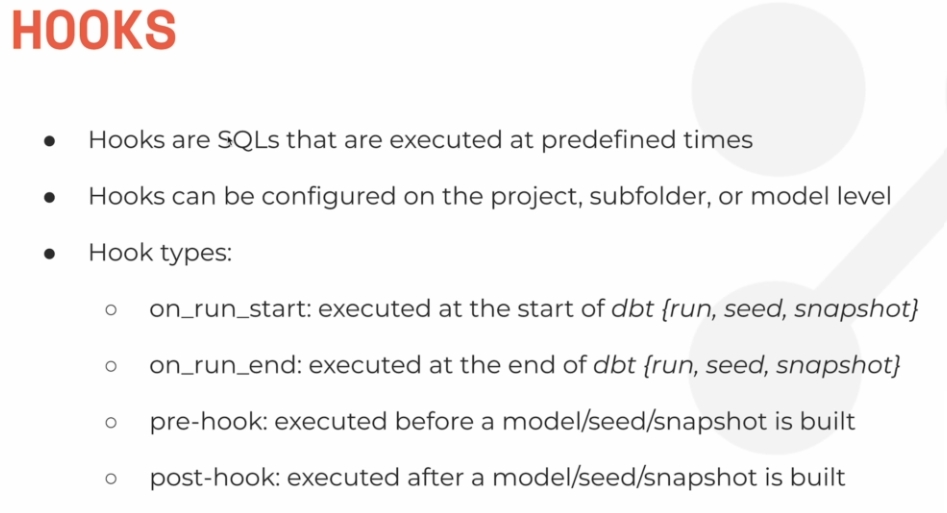 HOOKS
● Hooks are SQLs that are executed at predefined times
● Hooks can be configured on the project, subfolder, or model level
● Hook types:
○ on_run_start: executed at the start of dbt {run, seed, snapshot}
○ on_run_end: executed at the end of dbt {run, seed, snapshot}
○ pre-hook: executed before a model/seed/snapshot is built
○ post-hook: executed after a model/seed/snapshot is built